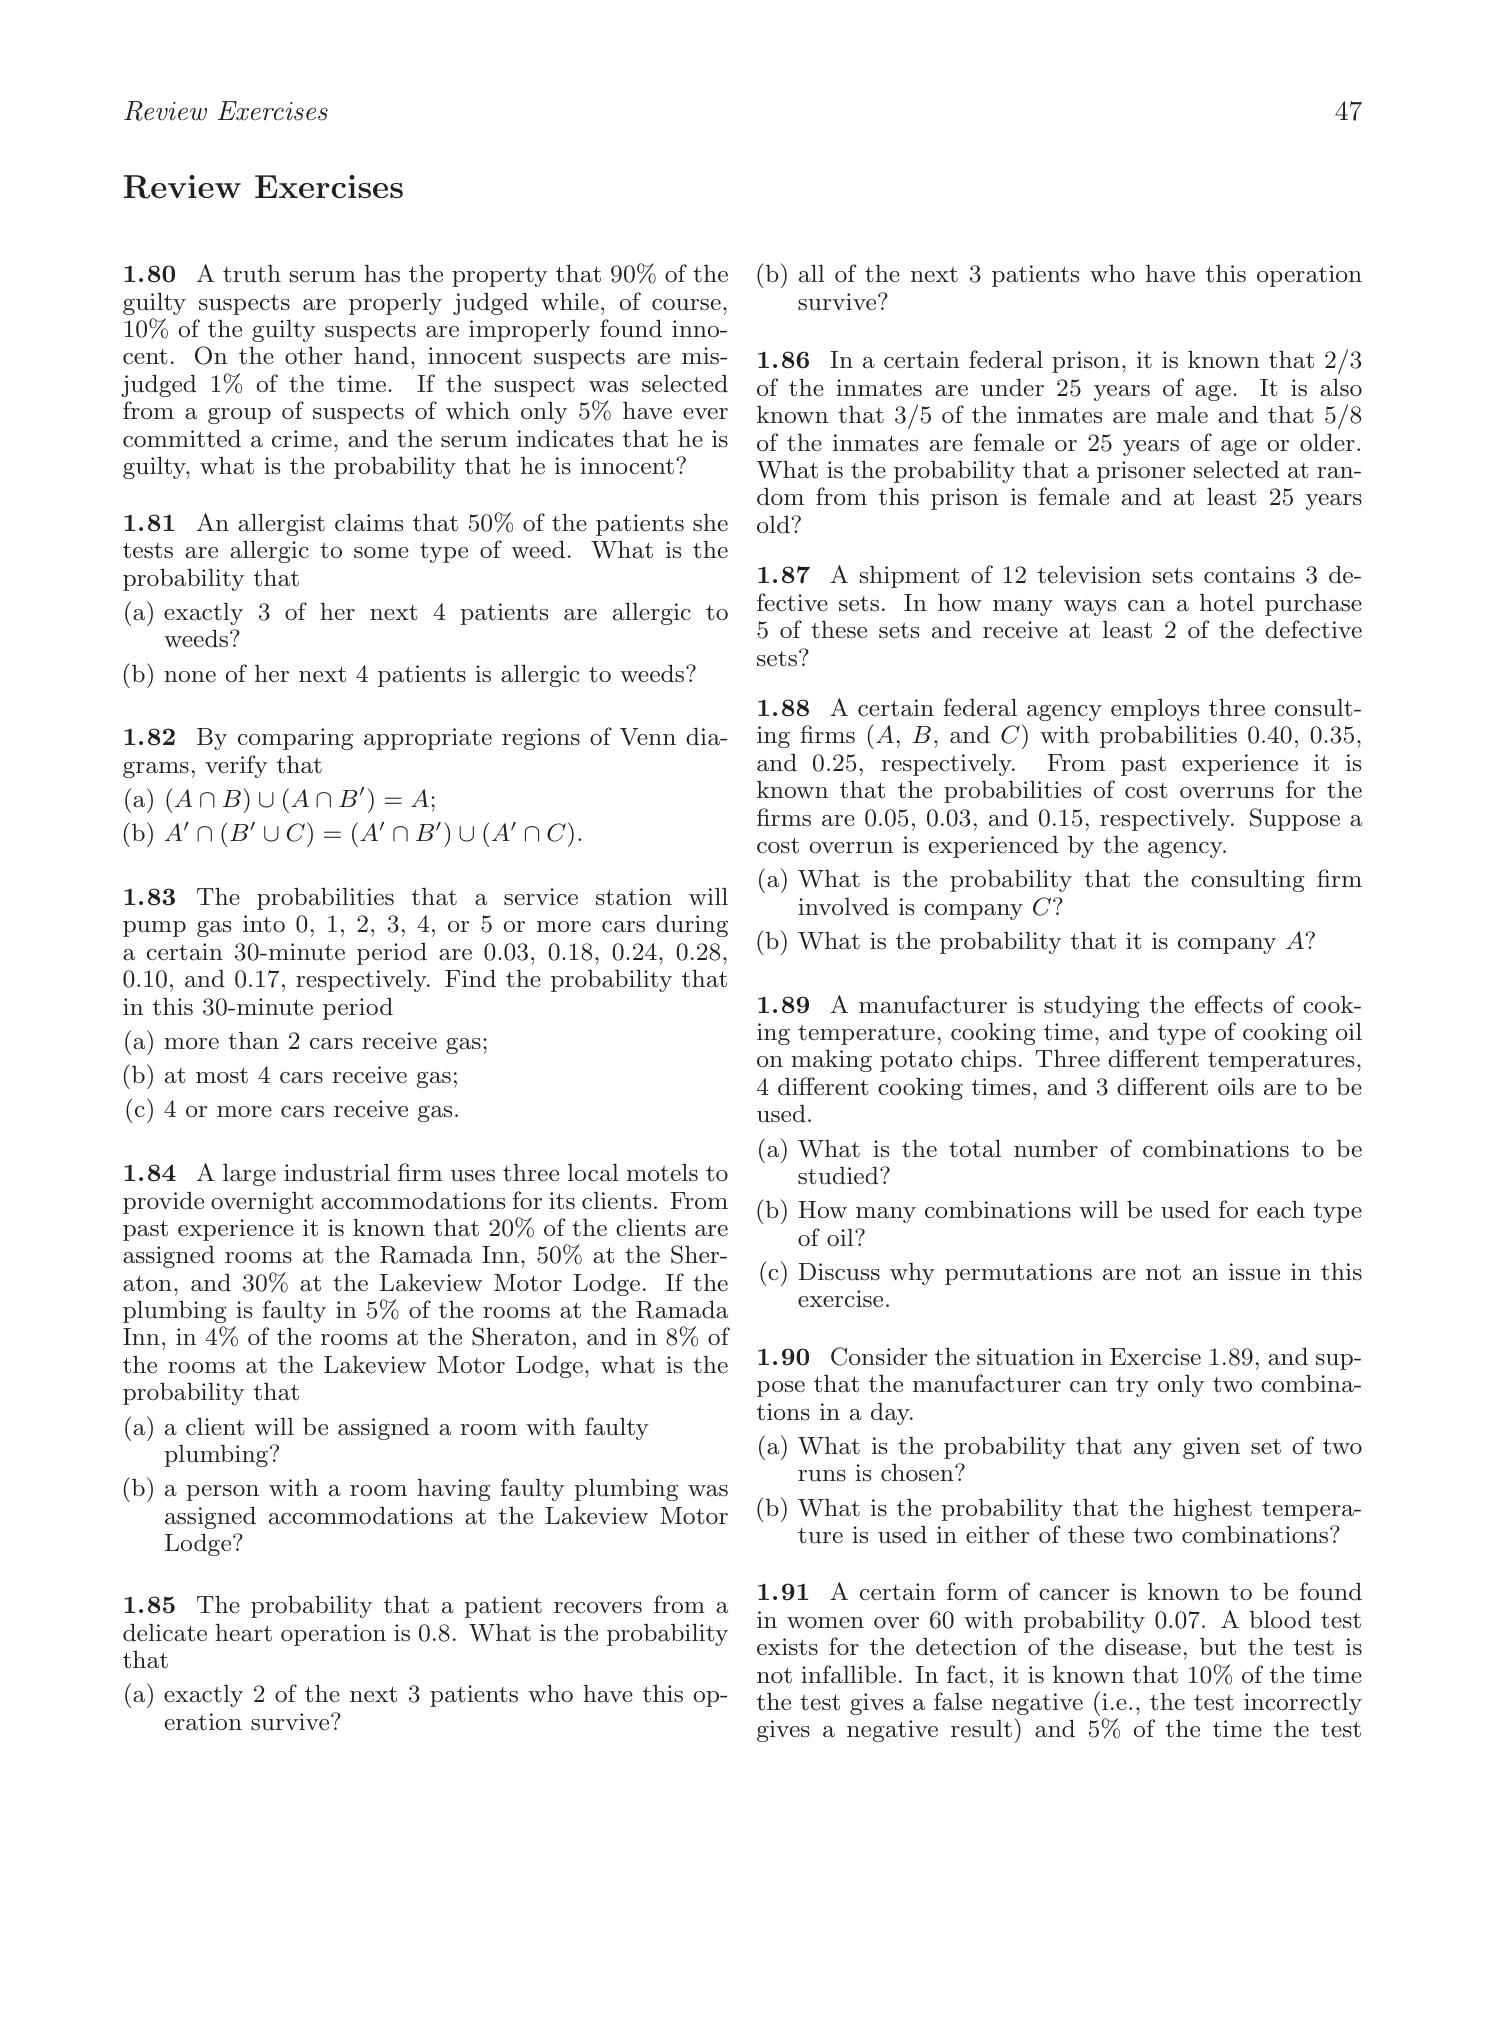 Review Exercises 47
Review Exercises
1.80 A truth serum has the property that 90% of the
guilty suspects are properly judged while, of course,
10% of the guilty suspects are improperly found inno-
cent. On the other hand, innocent suspects are mis-
judged 1% of the time. If the suspect was selected
from a group of suspects of which only 5% have ever
committed a crime, and the serum indicates that he is
guilty, what is the probability that he is innocent?
1.81 An allergist claims that 50% of the patients she
tests are allergic to some type of weed. What is the
probability that
(a) exactly 3 of her next 4 patients are allergic to
weeds?
(b) none of her next 4 patients is allergic to weeds?
1.82 By comparing appropriate regions of Venn dia-
grams, verify that
(a) (A ∩ B) ∪ (A ∩ B′) = A;
(b) A′ ∩ (B′ ∪ C) = (A′ ∩ B′) ∪ (A′ ∩ C).
1.83 The probabilities that a service station will
pump gas into 0, 1, 2, 3, 4, or 5 or more cars during
a certain 30-minute period are 0.03, 0.18, 0.24, 0.28,
0.10, and 0.17, respectively. Find the probability that
in this 30-minute period
(a) more than 2 cars receive gas;
(b) at most 4 cars receive gas;
(c) 4 or more cars receive gas.
1.84 A large industrial firm uses three local motels to
provide overnight accommodations for its clients. From
past experience it is known that 20% of the clients are
assigned rooms at the Ramada Inn, 50% at the Sher-
aton, and 30% at the Lakeview Motor Lodge. If the
plumbing is faulty in 5% of the rooms at the Ramada
Inn, in 4% of the rooms at the Sheraton, and in 8% of
the rooms at the Lakeview Motor Lodge, what is the
probability that
(a) a client will be assigned a room with faulty
plumbing?
(b) a person with a room having faulty plumbing was
assigned accommodations at the Lakeview Motor
Lodge?
1.85 The probability that a patient recovers from a
delicate heart operation is 0.8. What is the probability
that
(a) exactly 2 of the next 3 patients who have this op-
eration survive?
(b) all of the next 3 patients who have this operation
survive?
1.86 In a certain federal prison, it is known that 2/3
of the inmates are under 25 years of age. It is also
known that 3/5 of the inmates are male and that 5/8
of the inmates are female or 25 years of age or older.
What is the probability that a prisoner selected at ran-
dom from this prison is female and at least 25 years
old?
1.87 A shipment of 12 television sets contains 3 de-
fective sets. In how many ways can a hotel purchase
5 of these sets and receive at least 2 of the defective
sets?
1.88 A certain federal agency employs three consult-
ing firms (A, B, and C) with probabilities 0.40, 0.35,
and 0.25, respectively. From past experience it is
known that the probabilities of cost overruns for the
firms are 0.05, 0.03, and 0.15, respectively. Suppose a
cost overrun is experienced by the agency.
(a) What is the probability that the consulting firm
involved is company C?
(b) What is the probability that it is company A?
1.89 A manufacturer is studying the effects of cook-
ing temperature, cooking time, and type of cooking oil
on making potato chips. Three different temperatures,
4 different cooking times, and 3 different oils are to be
used.
(a) What is the total number of combinations to be
studied?
(b) How many combinations will be used for each type
of oil?
(c) Discuss why permutations are not an issue in this
exercise.
1.90 Consider the situation in Exercise 1.89, and sup-
pose that the manufacturer can try only two combina-
tions in a day.
(a) What is the probability that any given set of two
runs is chosen?
(b) What is the probability that the highest tempera-
ture is used in either of these two combinations?
1.91 A certain form of cancer is known to be found
in women over 60 with probability 0.07. A blood test
exists for the detection of the disease, but the test is
not infallible. In fact, it is known that 10% of the time
the test gives a false negative (i.e., the test incorrectly
gives a negative result) and 5% of the time the test